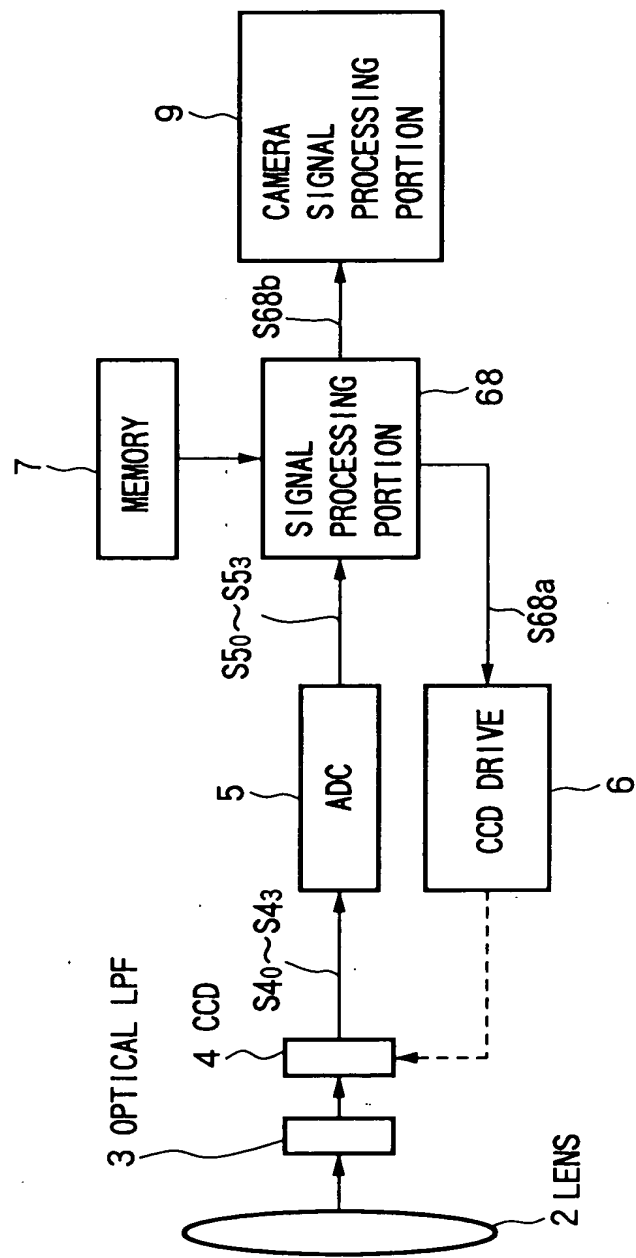 2 LENS
3 OPTICAL LPF
4 CCD
S40~S43
5
ADC
S50~S53
7
MEMORY
SIGNAL
PROCESSING
PORTION
68
S68b
9
CAMERA
SIGNAL
PROCESSING
PORTION
S68a
CCD DRIVE
6